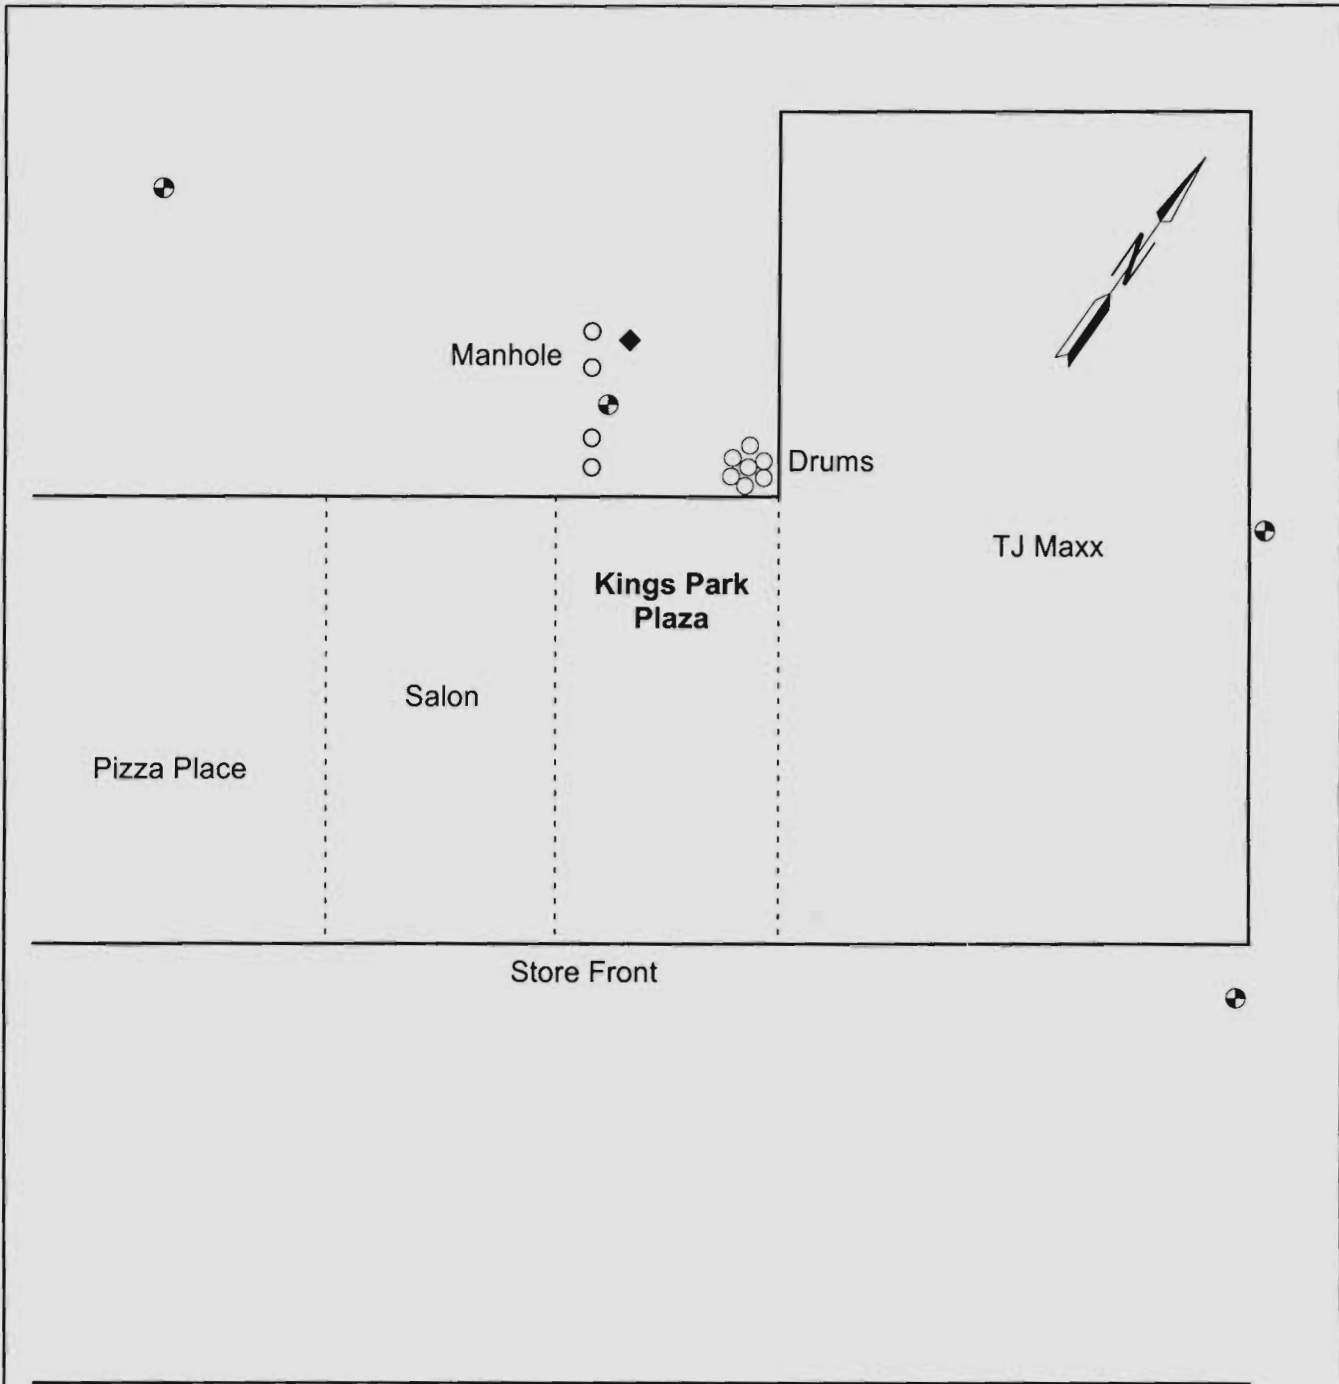 N
Manhole
Drums
TJ Maxx
Kings Park
Plaza
Salon
Pizza Place
Store Front